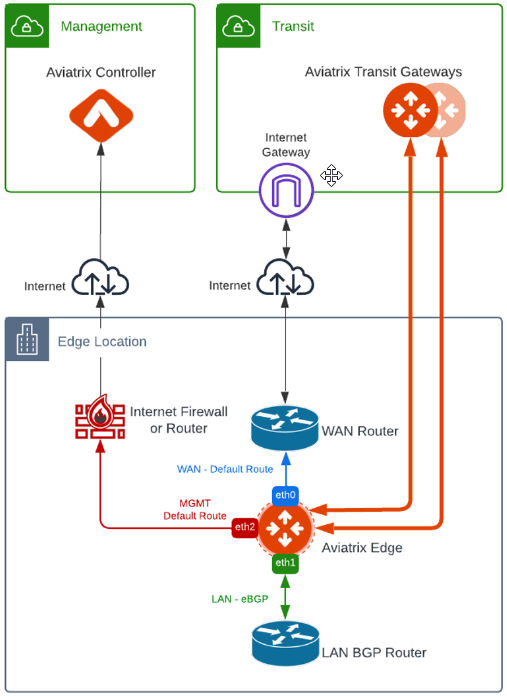 Management
Transit
Aviatrix Controller
Aviatrix Transit Gateways
Internet
Gateway
Internet
Internet
Edge Location
Internet Firewall
or Router
WAN Router
WAN - Default Route
eth0
MGMT
Default Route
eth2
Aviatrix Edge
eth1
LAN - eBGP
LAN BGP Router